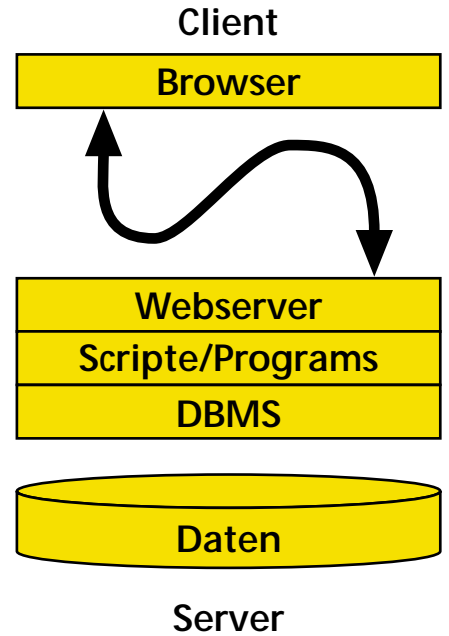 Client
Browser
Webserver
Scripte/Programs
DBMS
Daten
Server